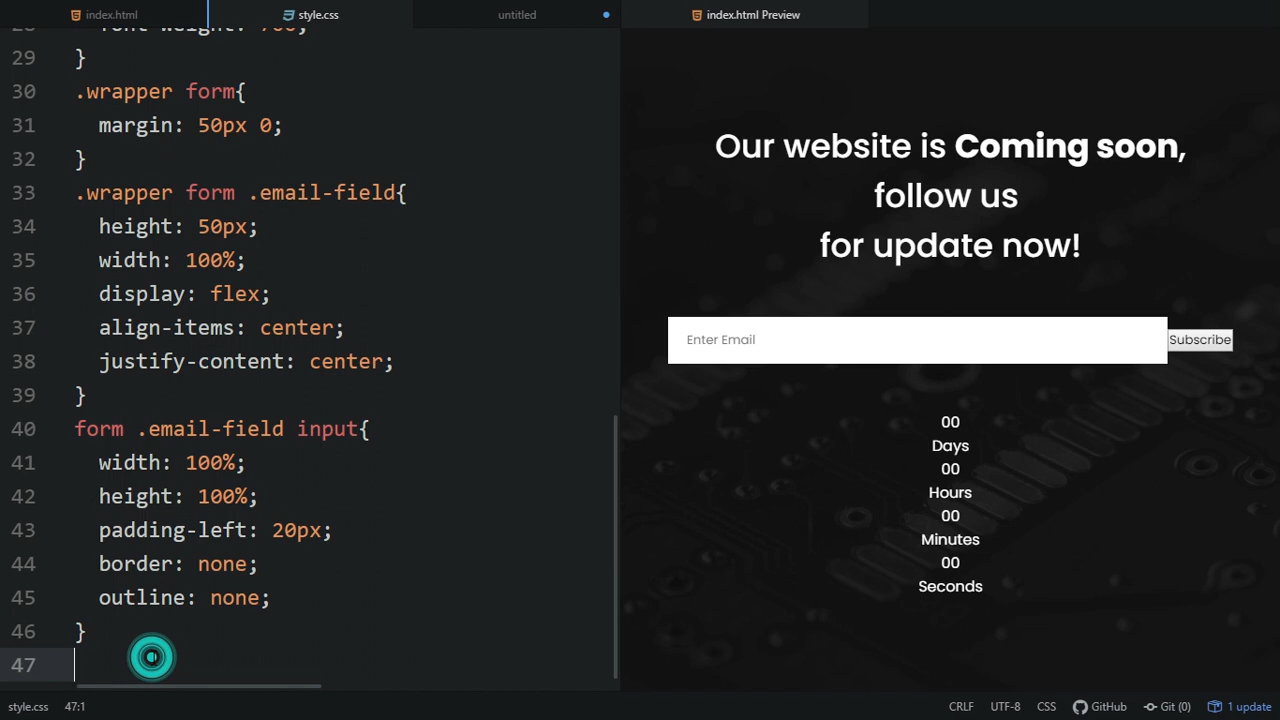 index.html
style.css
untitled
index.html Preview
29 }
30 .wrapper form{
31 margin: 50px 0;
32 }
33 .wrapper form .email-field{
34 height: 50px;
35 width: 100%;
36 display: flex;
37 align-items: center;
38 justify-content: center;
39 }
40 form .email-field input{
41 width: 100%;
42 height: 100%;
43 padding-left: 20px;
44 border: none;
45 outline: none;
46 }
47
Our website is Coming soon,
follow us
for update now!
Enter Email
Subscribe
00
Days
00
Hours
00
Minutes
00
Seconds
style.css 47:1
CRLF UTF-8 CSS GitHub Git (0) 1 update